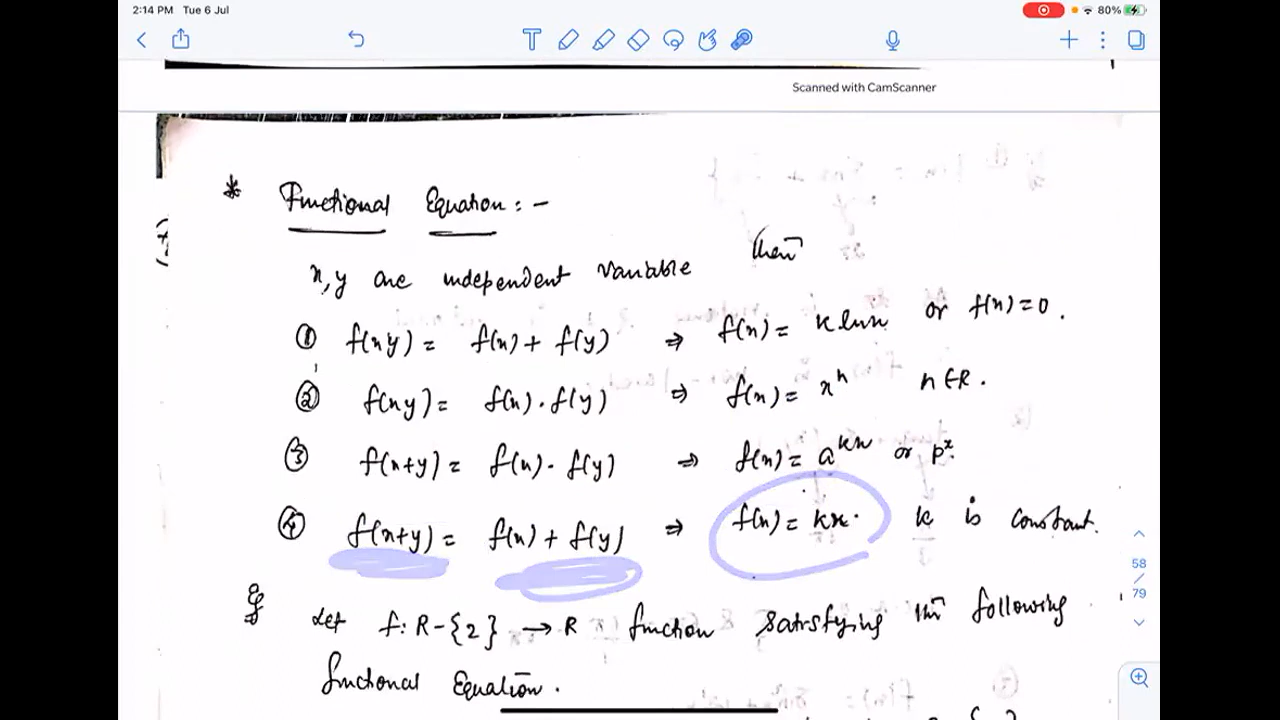 2:14 PM Tue 6 Jul 80%
Scanned with CamScanner
* Functional Equation : -
x, y are independent variable then
① f(xy) = f(x) + f(y) ⇒ f(x) = k lnx or f(x) = 0.
② f(xy) = f(x) . f(y) ⇒ f(x) = xⁿ n ∈ R.
③ f(x+y) = f(x) . f(y) ⇒ f(x) = a^kx or p^x.
④ f(x+y) = f(x) + f(y) ⇒ f(x) = kx. k is constant.
Let f: R-{2} → R function satisfying the following
functional Equation.
58
/
79